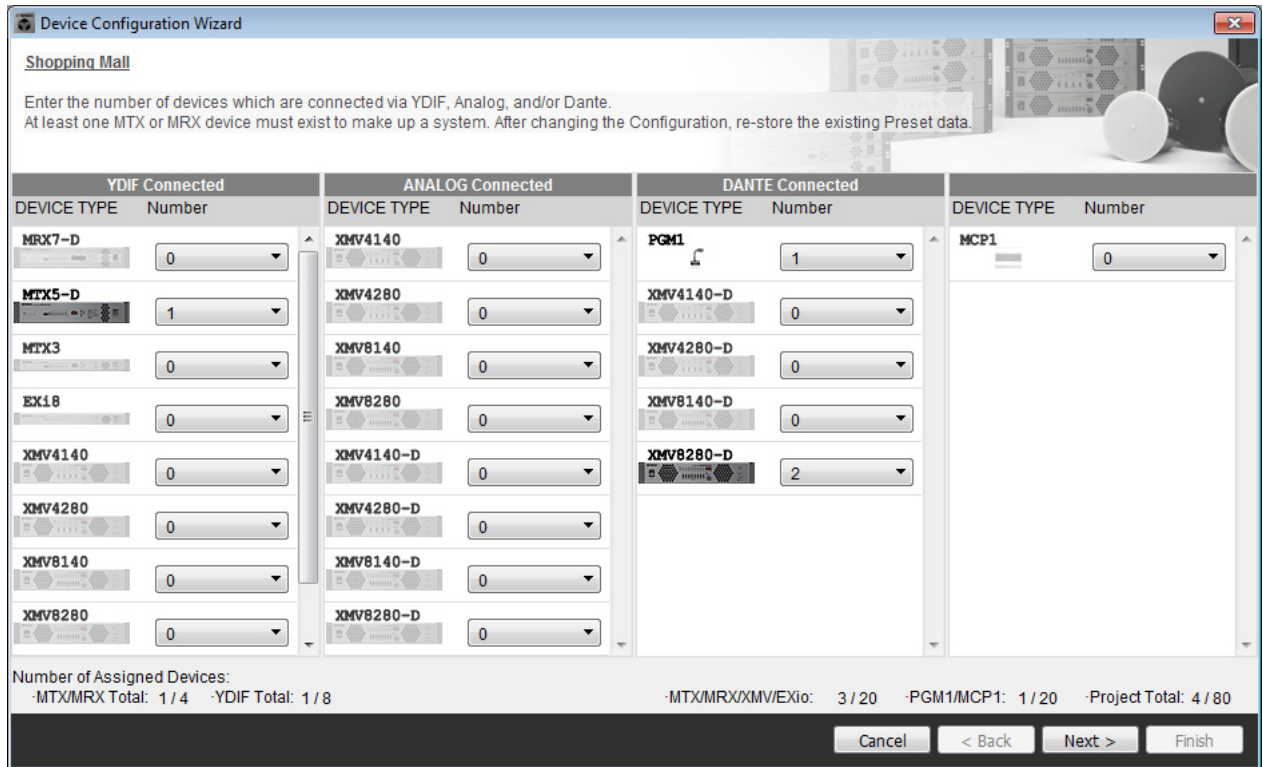 Device Configuration Wizard
Shopping Mall
Enter the number of devices which are connected via YDIF, Analog, and/or Dante.
At least one MTX or MRX device must exist to make up a system. After changing the Configuration, re-store the existing Preset data.
YDIF Connected
DEVICE TYPE Number
MRX7-D 0
MTX5-D 1
MTX3 0
EXi8 0
XMV4140 0
XMV4280 0
XMV8140 0
XMV8280 0
ANALOG Connected
DEVICE TYPE Number
XMV4140 0
XMV4280 0
XMV8140 0
XMV8280 0
XMV4140-D 0
XMV4280-D 0
XMV8140-D 0
XMV8280-D 0
DANTE Connected
DEVICE TYPE Number
PGM1 1
XMV4140-D 0
XMV4280-D 0
XMV8140-D 0
XMV8280-D 2
DEVICE TYPE Number
MCP1 0
Number of Assigned Devices:
·MTX/MRX Total: 1 / 4 ·YDIF Total: 1 / 8 ·MTX/MRX/XMV/EXio: 3 / 20 ·PGM1/MCP1: 1 / 20 ·Project Total: 4 / 80
Cancel < Back Next > Finish